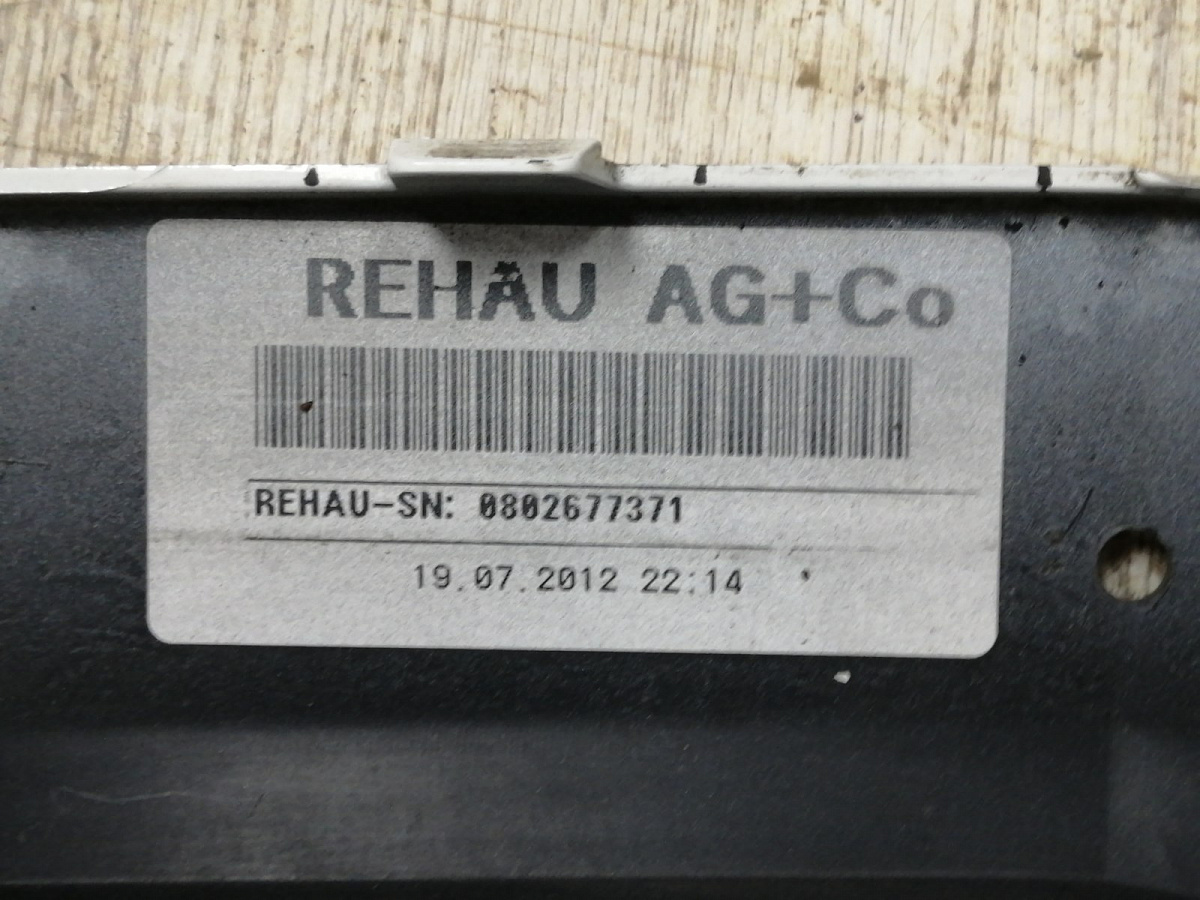 REHAU AG+Co
REHAU-SN: 0802677371
19.07.2012 22:14